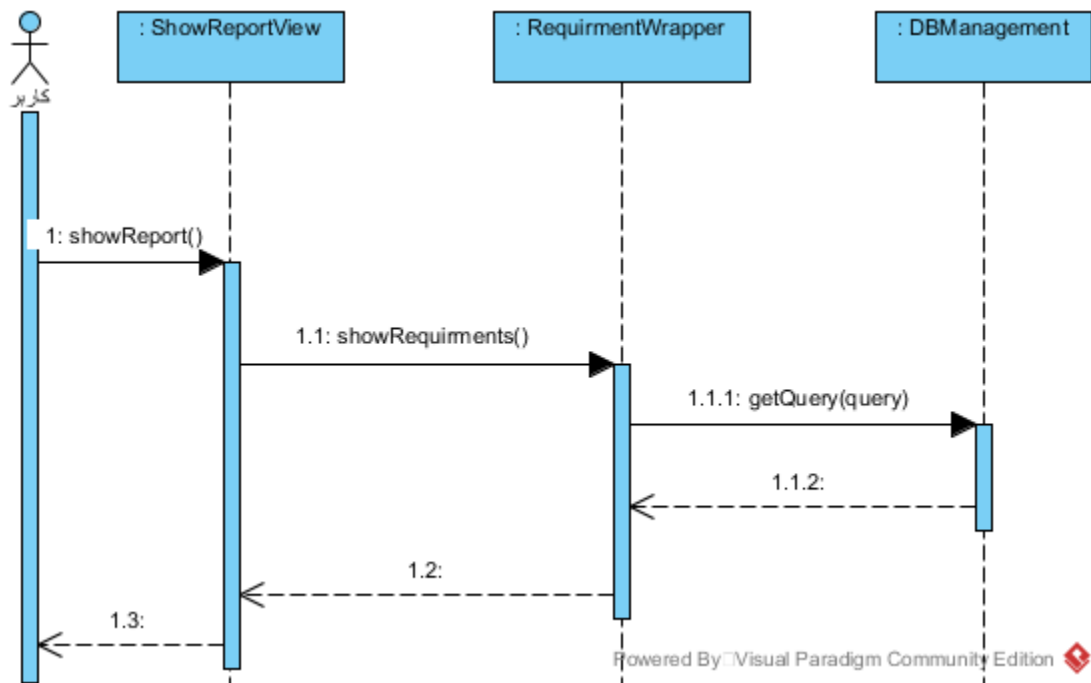 : ShowReportView
: RequirmentWrapper
: DBManagement
کاربر
1: showReport()
1.1: showRequirments()
1.1.1: getQuery(query)
1.1.2:
1.2:
1.3:
Powered By Visual Paradigm Community Edition